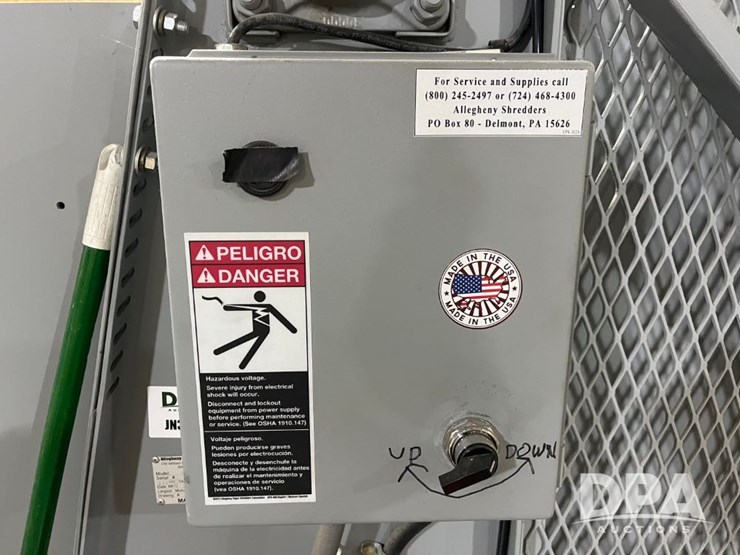 For Service and Supplies call
(800) 245-2497 or (724) 468-4300
Allegheny Shredders
PO Box 80 - Delmont, PA 15626
PELIGRO
DANGER
Hazardous voltage.
Severe injury from electrical
shock will occur.
Disconnect and lockout
equipment from power supply
before performing maintenance
or service. (See OSHA 1910.147)
Voltaje peligroso.
Pueden producirse graves
lesiones por electrocución.
Desconecte y desenchufe la
máquina de la electricidad antes
de realizar el mantenimiento y
operaciones de servicio
(vea OSHA 1910.147).
MADE IN THE USA
MADE IN THE USA
UP DOWN
DPA
AUCTIONS